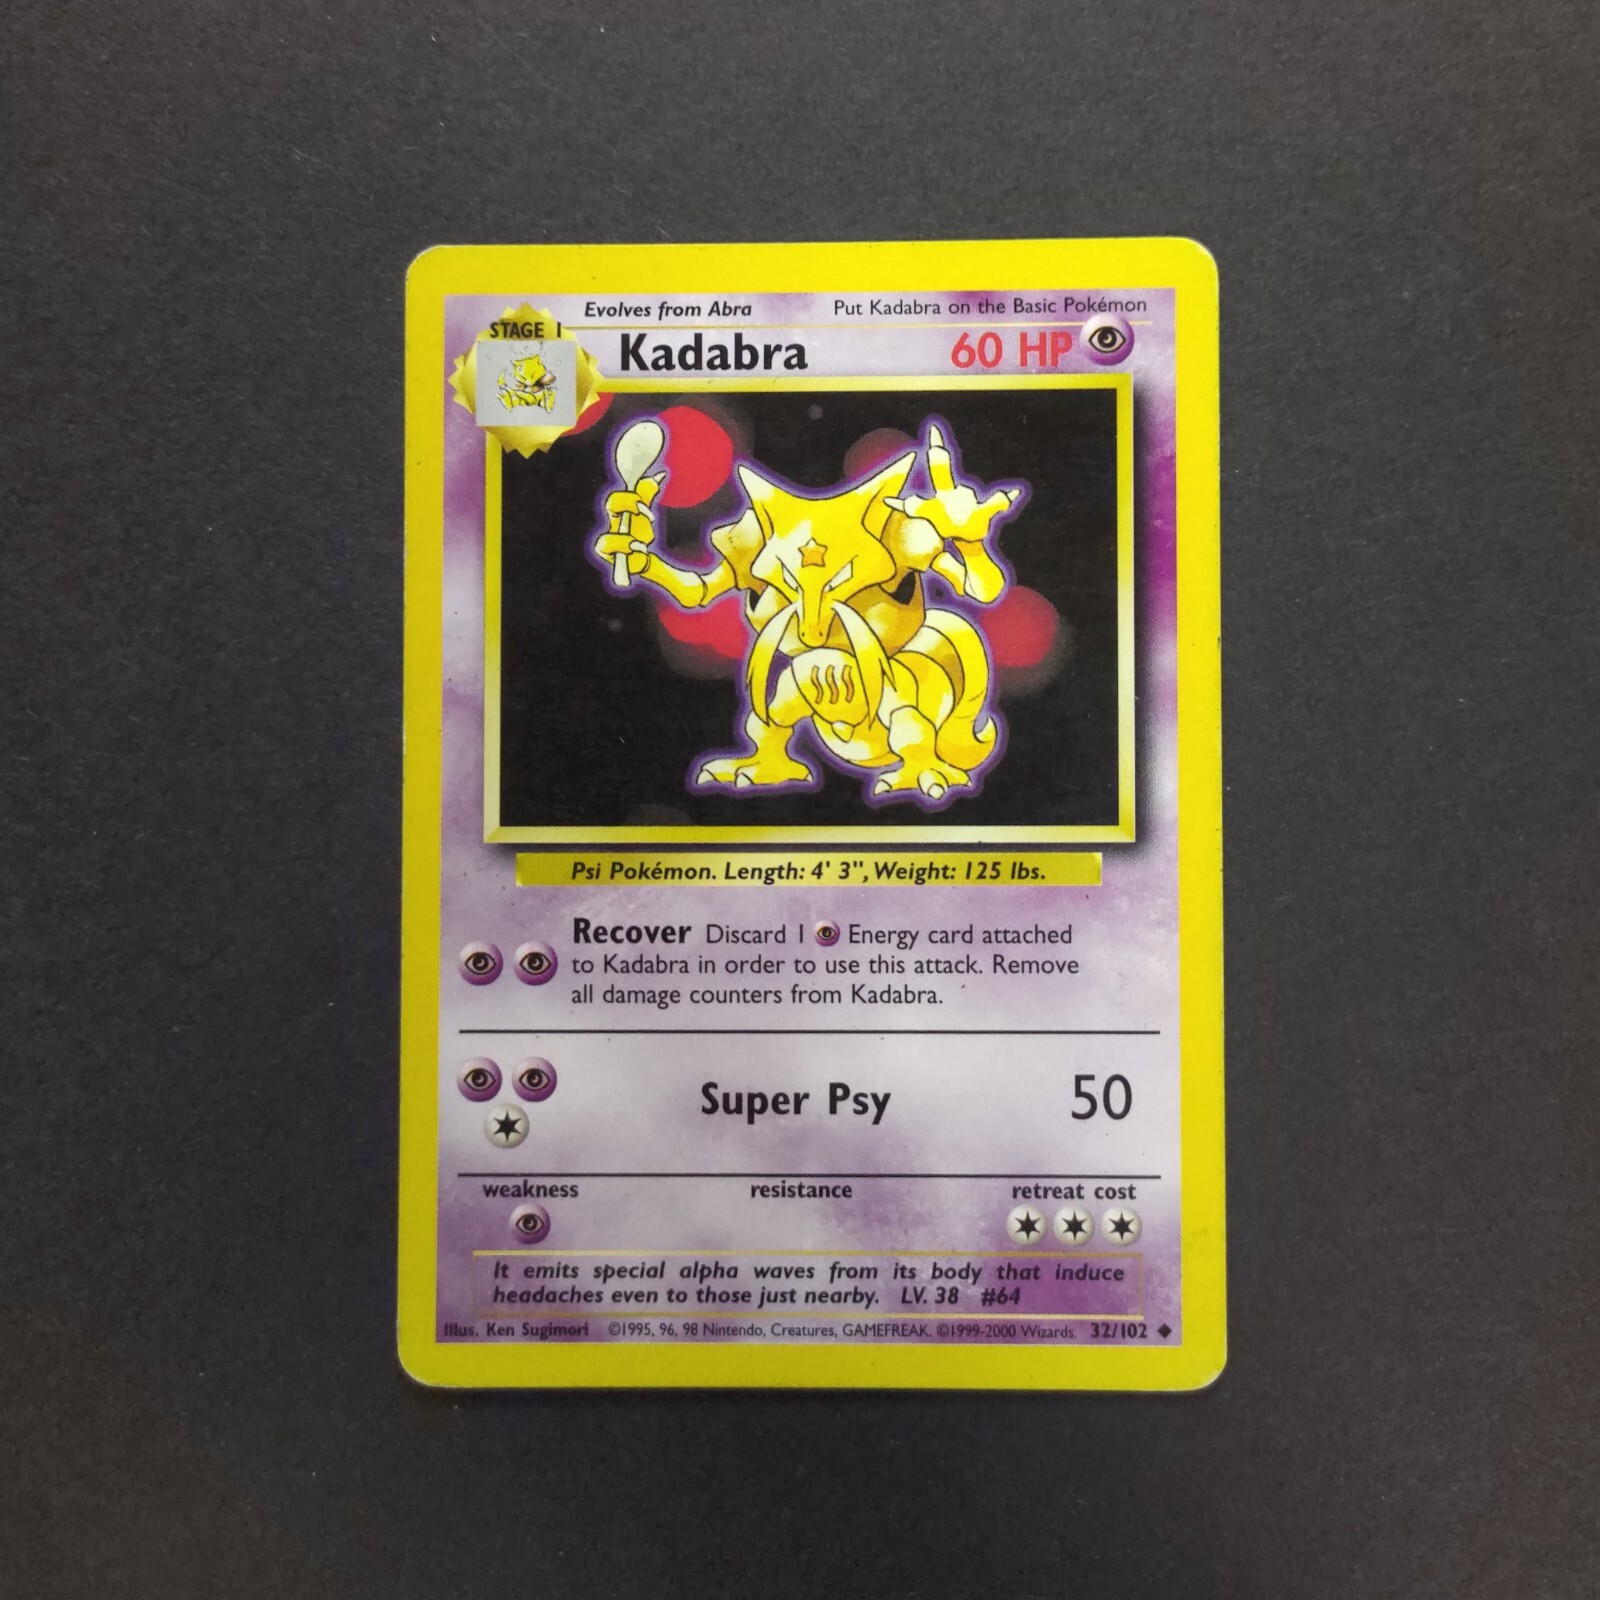 Evolves from Abra Put Kadabra on the Basic Pokémon
STAGE 1
Kadabra 60 HP
Psi Pokémon. Length: 4' 3", Weight: 125 lbs.
Recover Discard 1 Energy card attached
to Kadabra in order to use this attack. Remove
all damage counters from Kadabra.
Super Psy 50
weakness resistance retreat cost
It emits special alpha waves from its body that induce
headaches even to those just nearby. LV. 38 #64
Illus. Ken Sugimori ©1995, 96, 98 Nintendo, Creatures, GAMEFREAK. ©1999-2000 Wizards. 32/102